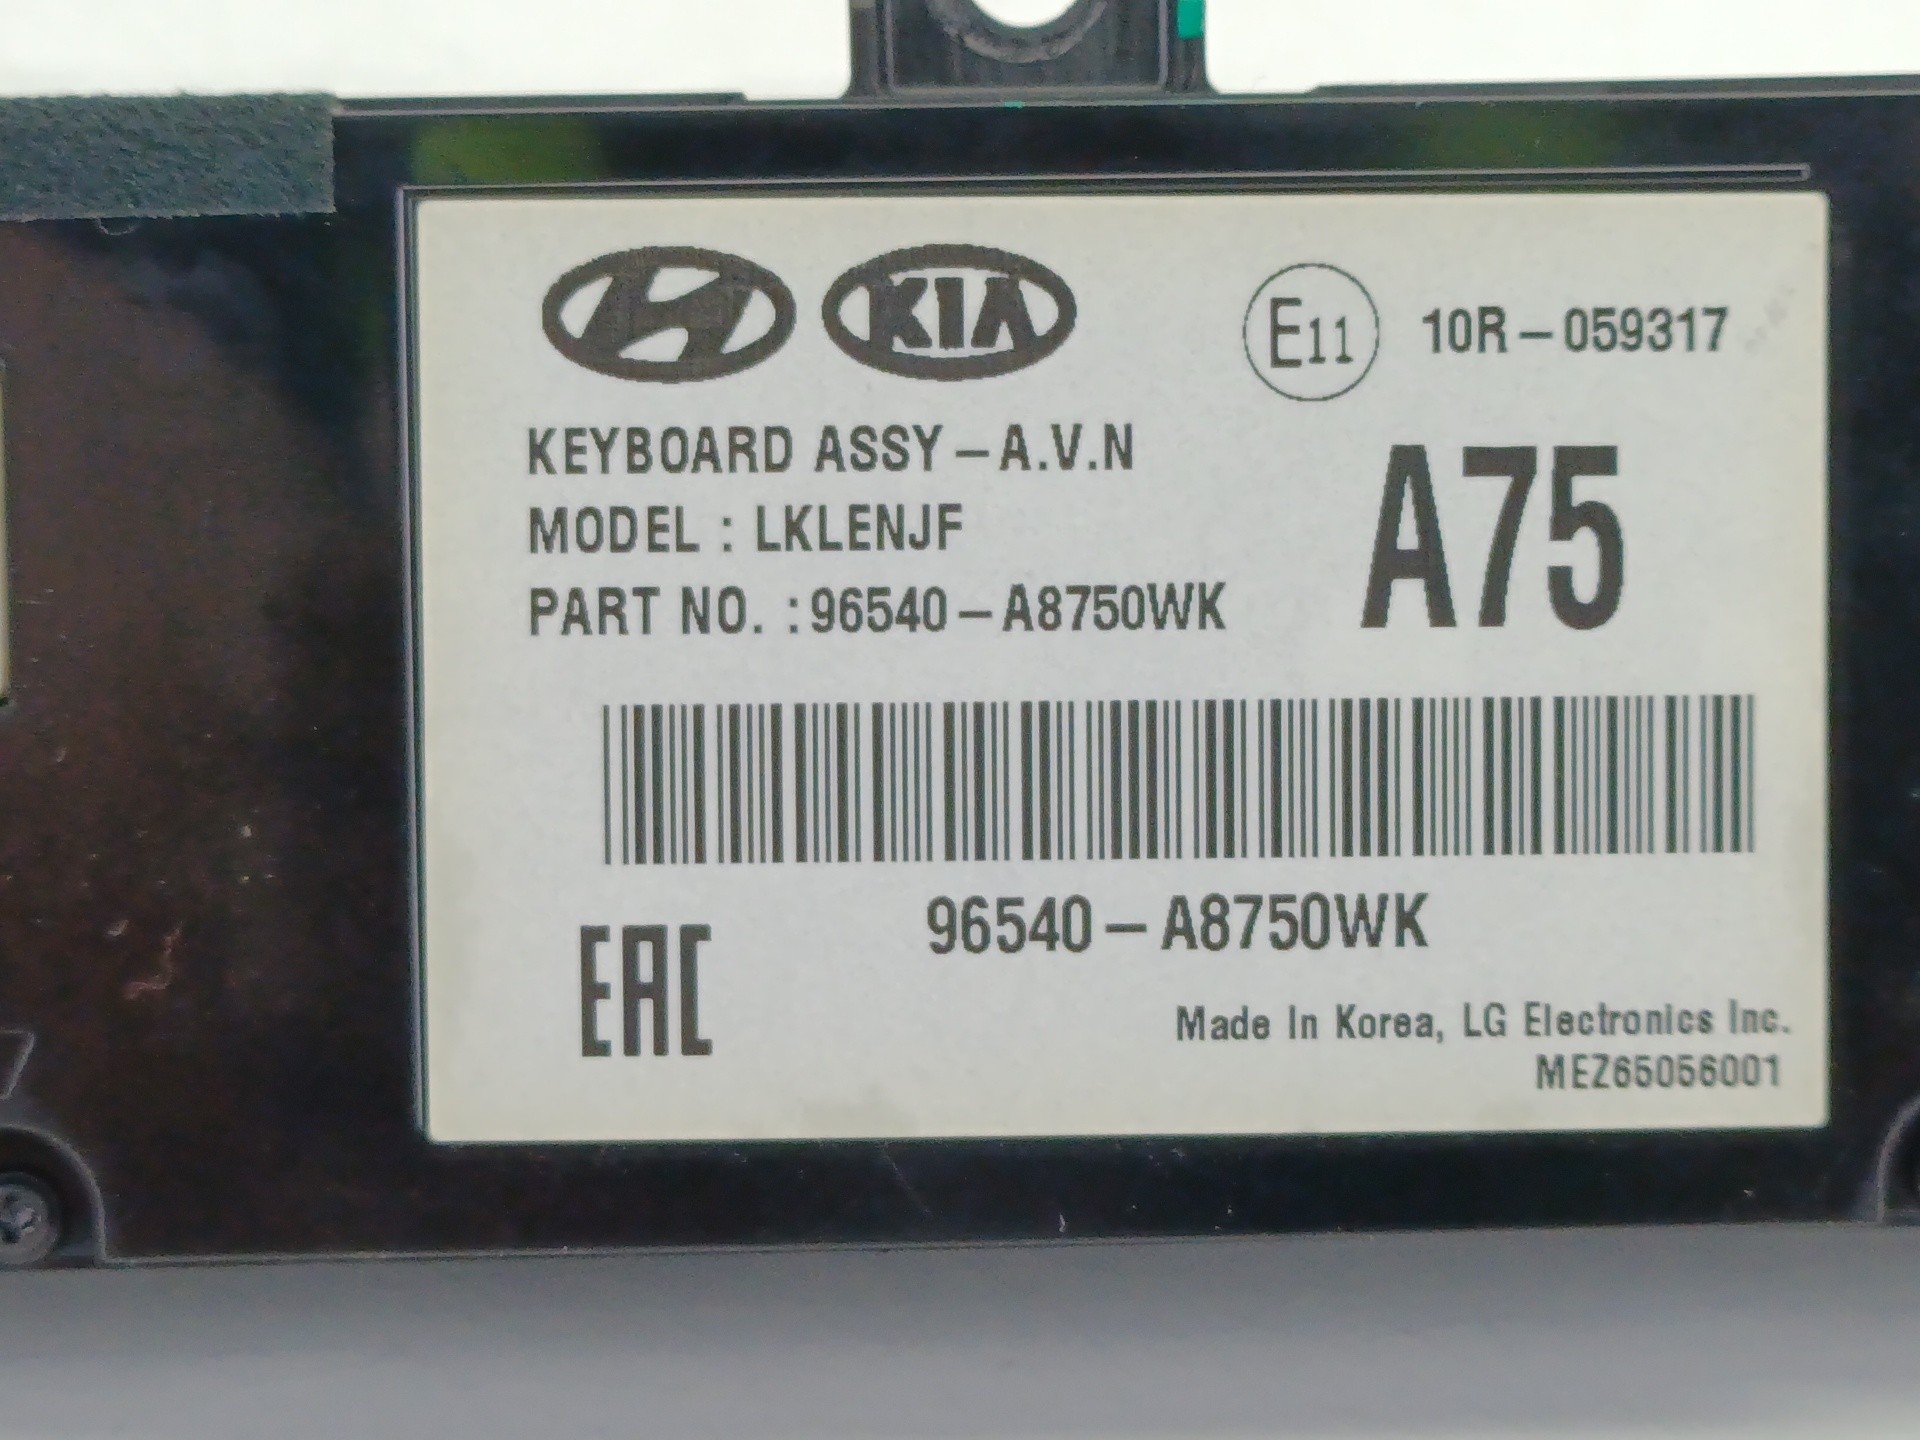 KIA
E11 10R-059317
KEYBOARD ASSY-A.V.N
MODEL : LKLENJF
PART NO. : 96540-A8750WK
A75
96540-A8750WK
EAC
Made In Korea, LG Electronics Inc.
MEZ65056001